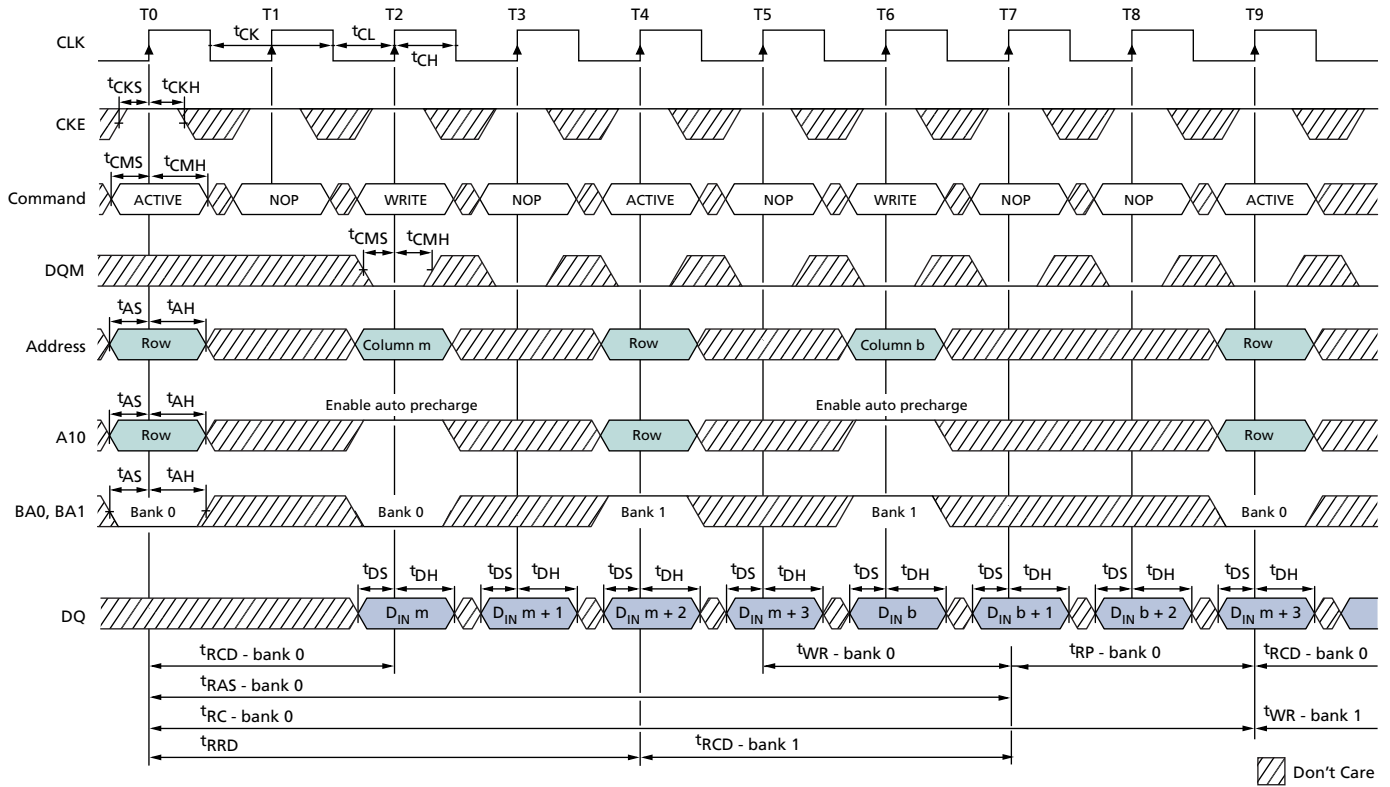 T0 T1 T2 T3 T4 T5 T6 T7 T8 T9
CLK
tCK tCL
tCH
tCKS tCKH
CKE
tCMS tCMH
Command ACTIVE NOP WRITE NOP ACTIVE NOP WRITE NOP NOP ACTIVE
tCMS tCMH
DQM
tAS tAH
Address Row Column m Row Column b Row
tAS tAH Enable auto precharge Enable auto precharge
A10 Row Row Row
tAS tAH
BA0, BA1 Bank 0 Bank 0 Bank 1 Bank 1 Bank 0
tDS tDH tDS tDH tDS tDH tDS tDH tDS tDH tDS tDH tDS tDH tDS tDH
DQ DIN m DIN m + 1 DIN m + 2 DIN m + 3 DIN b DIN b + 1 DIN b + 2 DIN m + 3
tRCD - bank 0 tWR - bank 0 tRP - bank 0 tRCD - bank 0
tRAS - bank 0
tRC - bank 0 tWR - bank 1
tRRD tRCD - bank 1
Don't Care